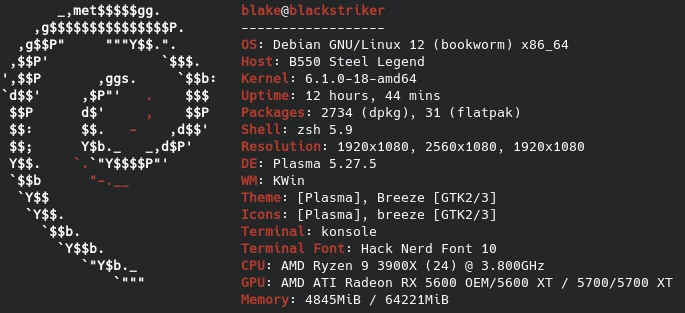 blake@blackstriker
------------------
OS: Debian GNU/Linux 12 (bookworm) x86_64
Host: B550 Steel Legend
Kernel: 6.1.0-18-amd64
Uptime: 12 hours, 44 mins
Packages: 2734 (dpkg), 31 (flatpak)
Shell: zsh 5.9
Resolution: 1920x1080, 2560x1080, 1920x1080
DE: Plasma 5.27.5
WM: KWin
Theme: [Plasma], Breeze [GTK2/3]
Icons: [Plasma], breeze [GTK2/3]
Terminal: konsole
Terminal Font: Hack Nerd Font 10
CPU: AMD Ryzen 9 3900X (24) @ 3.800GHz
GPU: AMD ATI Radeon RX 5600 OEM/5600 XT / 5700/5700 XT
Memory: 4845MiB / 64221MiB